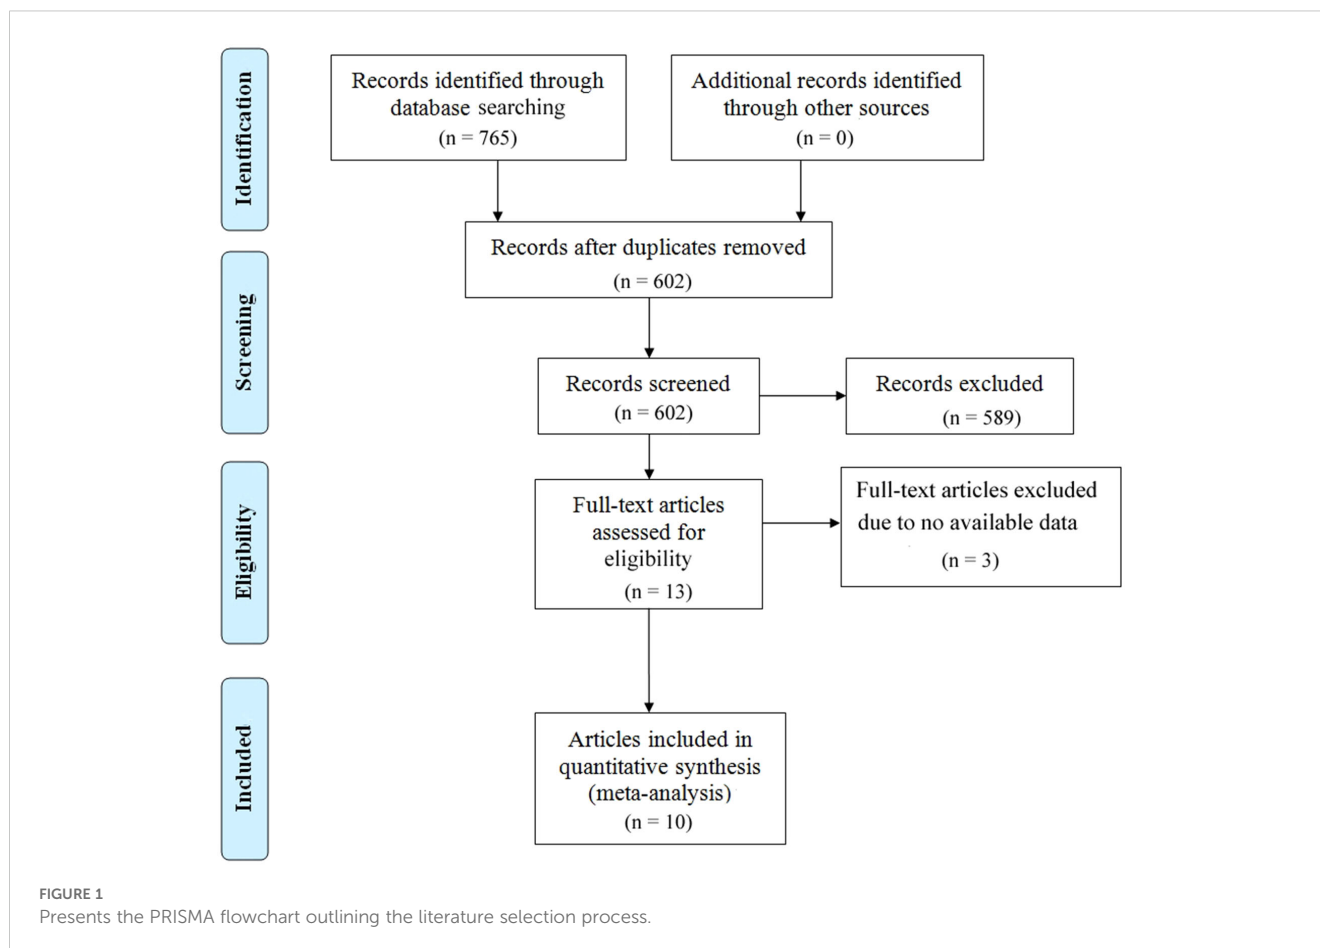 Identification
Records identified through
database searching
(n = 765)
Additional records identified
through other sources
(n = 0)
Records after duplicates removed
(n = 602)
Screening
Records screened
(n = 602)
Records excluded
(n = 589)
Eligibility
Full-text articles
assessed for
eligibility
(n = 13)
Full-text articles excluded
due to no available data
(n = 3)
Included
Articles included in
quantitative synthesis
(meta-analysis)
(n = 10)
FIGURE 1
Presents the PRISMA flowchart outlining the literature selection process.